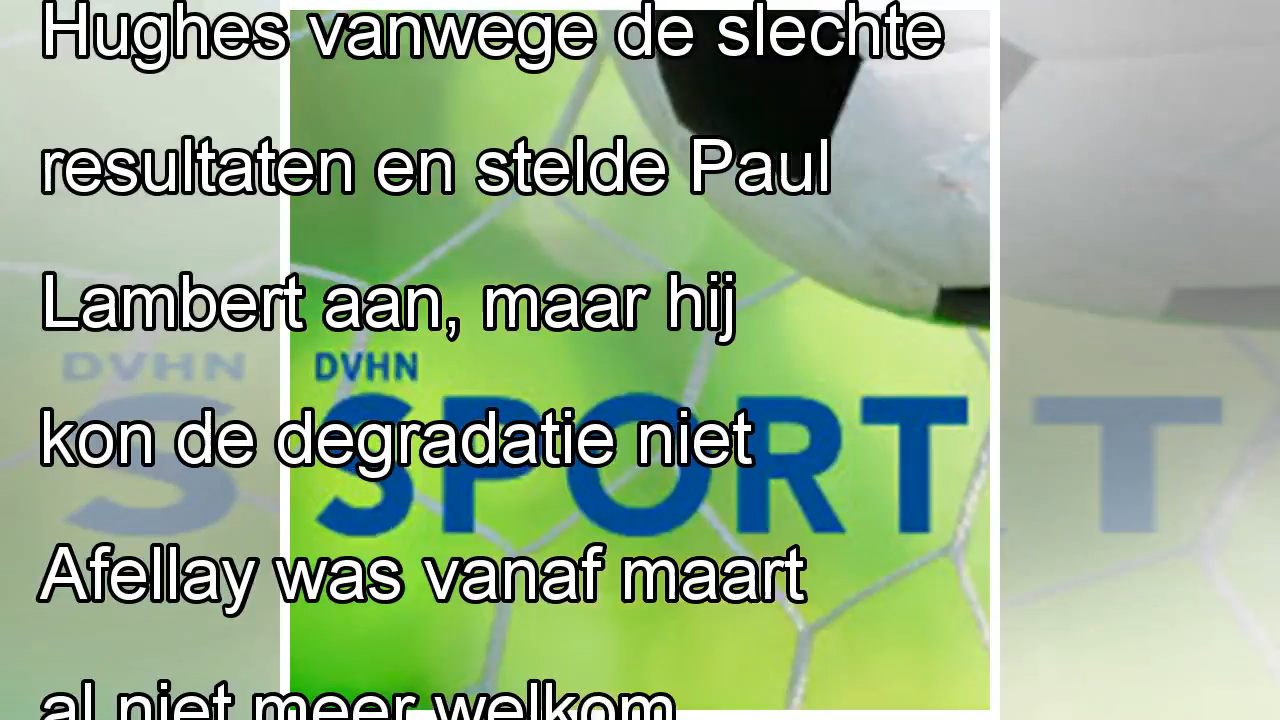 Hughes vanwege de slechte
resultaten en stelde Paul
Lambert aan, maar hij
DVHN DVHN
kon de degradatie niet
S SPORT T
Afellay was vanaf maart
al niet meer welkom